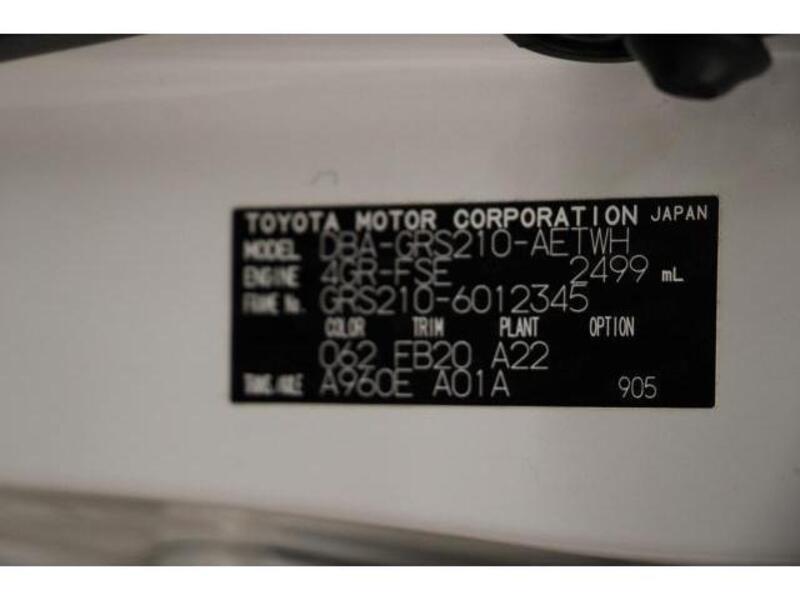 TOYOTA MOTOR CORPORATION JAPAN
MODEL DBA-GRS210-AETWH
ENGINE 4GR-FSE 2499 mL
FRAME No. GRS210-6012345
COLOR TRIM PLANT OPTION
062 FB20 A22
TRANS./AXLE A960E A01A 905